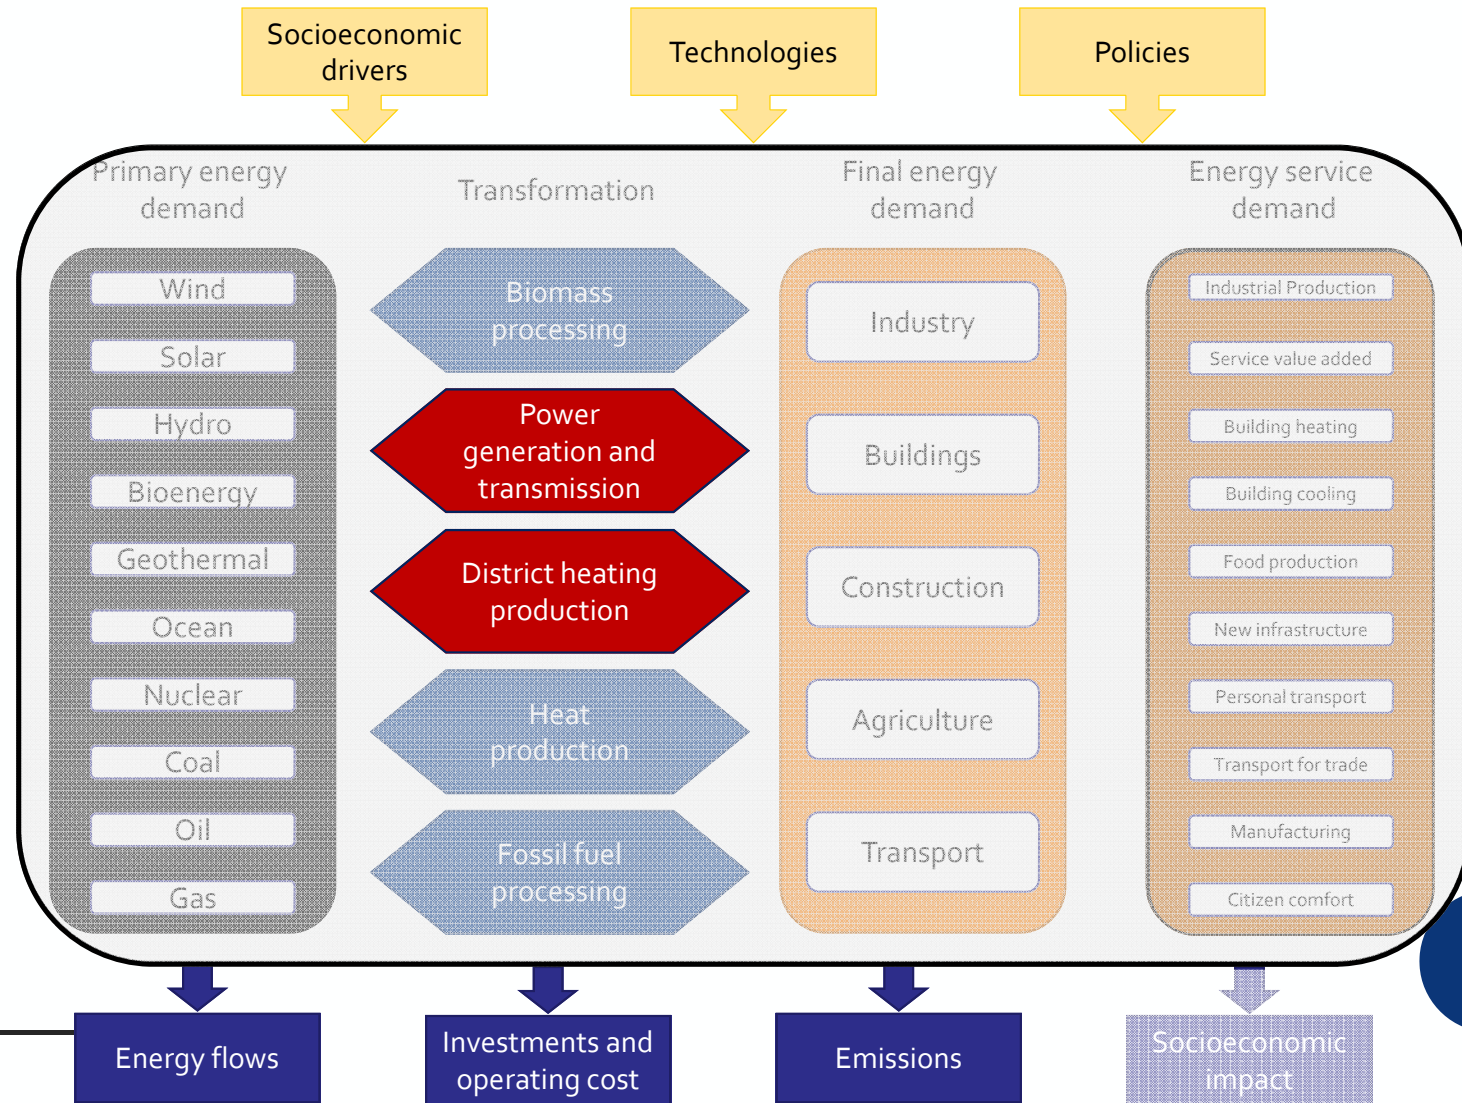 Socioeconomic
drivers
Technologies
Policies
Primary energy
demand
Transformation
Final energy
demand
Energy service
demand
Wind
Solar
Hydro
Bioenergy
Geothermal
Ocean
Nuclear
Coal
Oil
Gas
Biomass
processing
Power
generation and
transmission
District heating
production
Heat
production
Fossil fuel
processing
Industry
Buildings
Construction
Agriculture
Transport
Industrial Production
Service value added
Building heating
Building cooling
Food production
New infrastructure
Personal transport
Transport for trade
Manufacturing
Citizen comfort
Energy flows
Investments and
operating cost
Emissions
Socioeconomic
impact